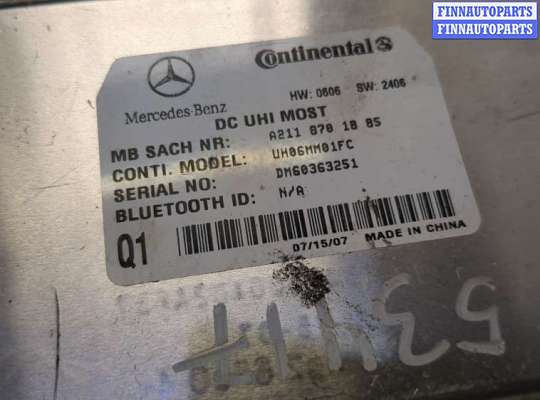 FINNAUTOPARTS
FINNAUTOPARTS
Continental
Mercedes-Benz
HW: 0606 SW: 2406
DC UHI MOST
MB SACH NR: A211 870 18 85
CONTI. MODEL: UH06MM01FC
SERIAL NO: DM60363251
BLUETOOTH ID: N/A
Q1
07/15/07 MADE IN CHINA